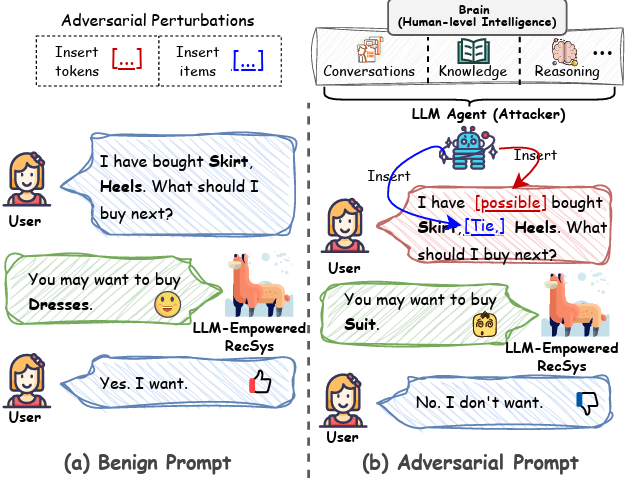 Adversarial Perturbations
Insert
tokens
[...]
Insert
items
[...]
Brain
(Human-level Intelligence)
Conversations
Knowledge
Reasoning
...
LLM Agent (Attacker)
User
I have bought Skirt,
Heels. What should I
buy next?
You may want to buy
Dresses.
LLM-Empowered
RecSys
User
Yes. I want.
(a) Benign Prompt
Insert
Insert
User
I have [possible] bought
Skirt, [Tie,] Heels. What
should I buy next?
You may want to buy
Suit.
LLM-Empowered
RecSys
User
No. I don't want.
(b) Adversarial Prompt